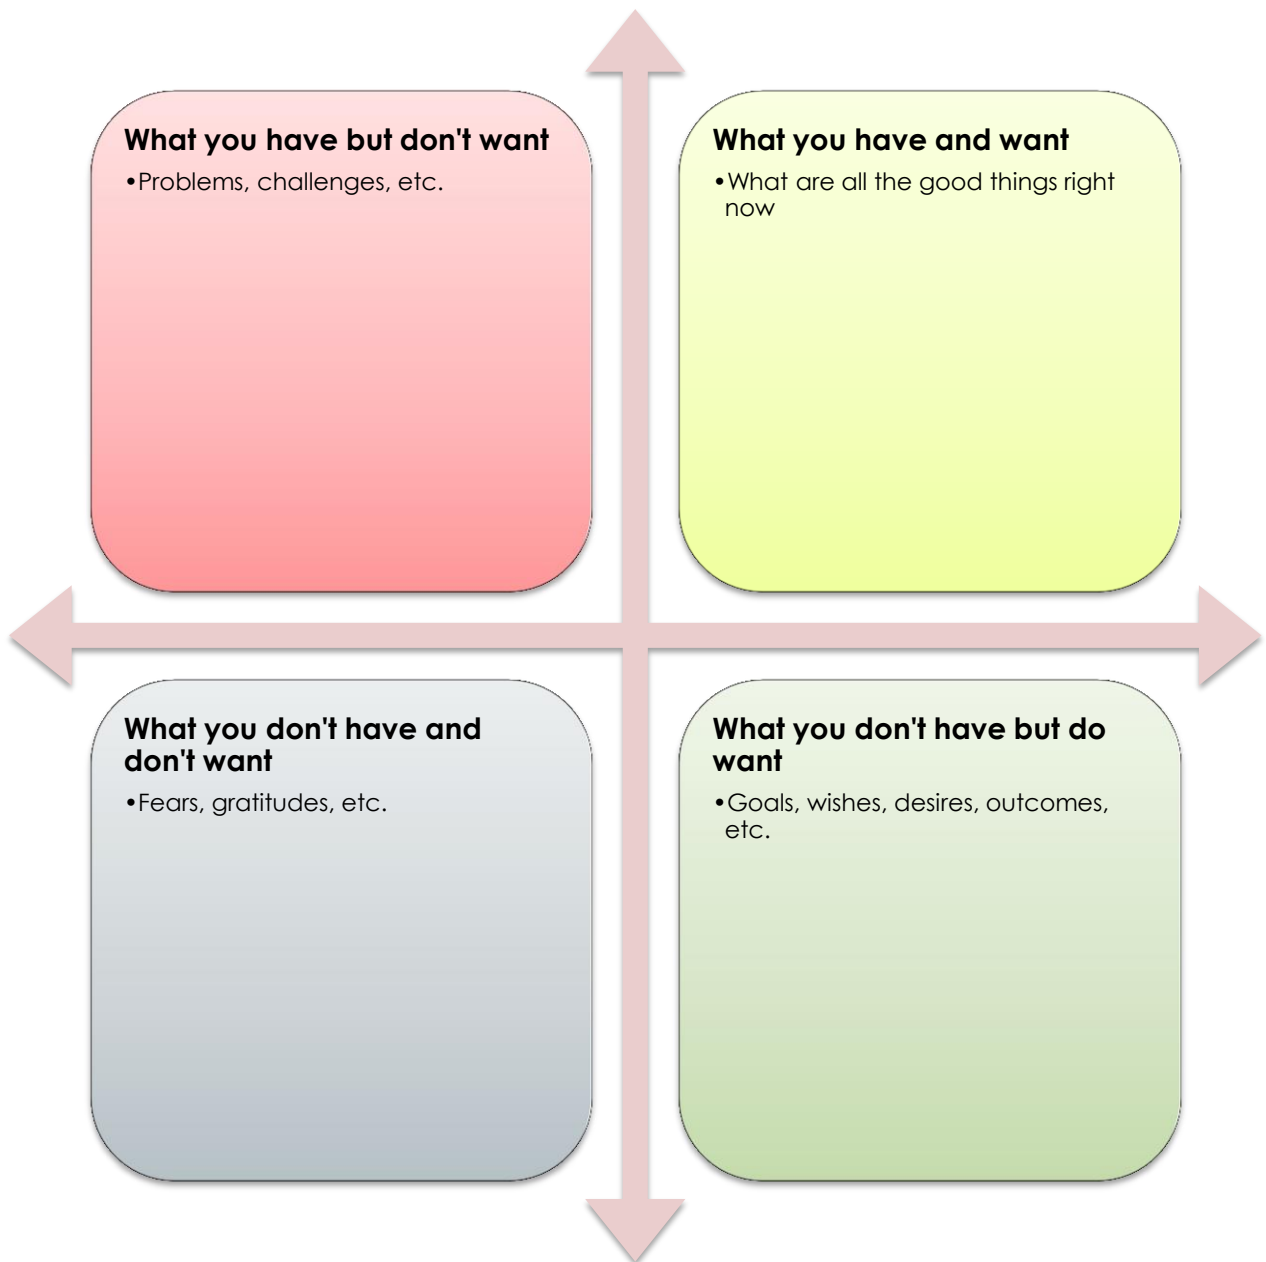 What you have but don't want
•Problems, challenges, etc.
What you have and want
•What are all the good things right
now
What you don't have and
don't want
•Fears, gratitudes, etc.
What you don't have but do
want
•Goals, wishes, desires, outcomes,
etc.